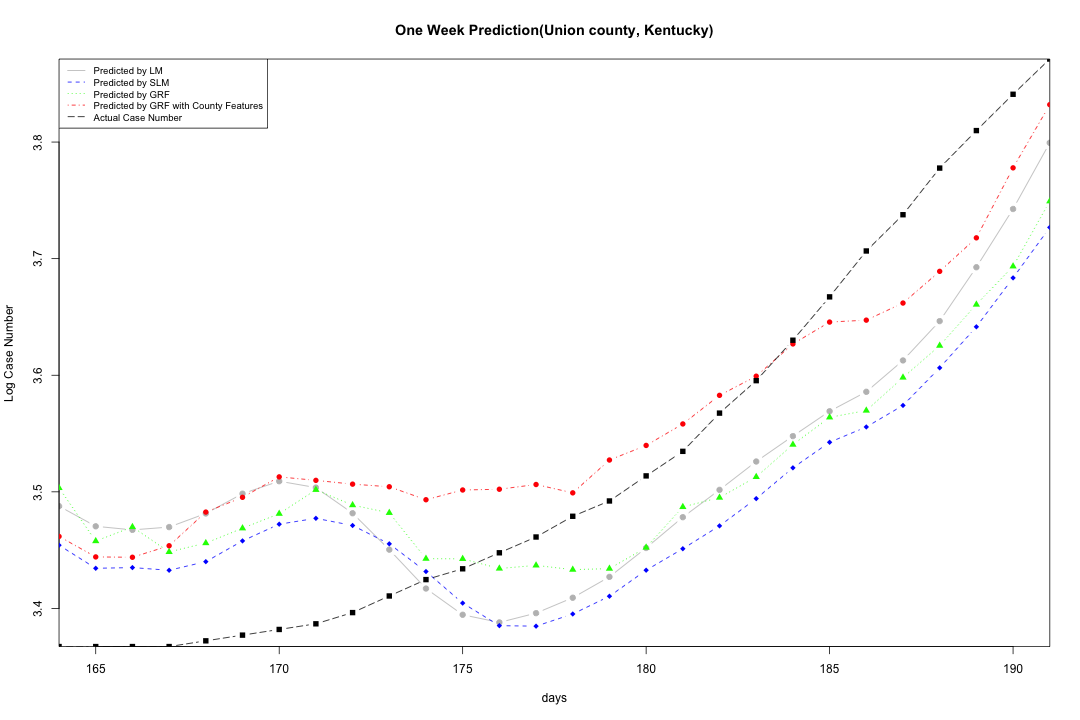 One Week Prediction(Union county, Kentucky)
Predicted by LM
Predicted by SLM
Predicted by GRF
Predicted by GRF with County Features
Actual Case Number
3.8
3.7
3.6
3.5
3.4
Log Case Number
165 170 175 180 185 190
days